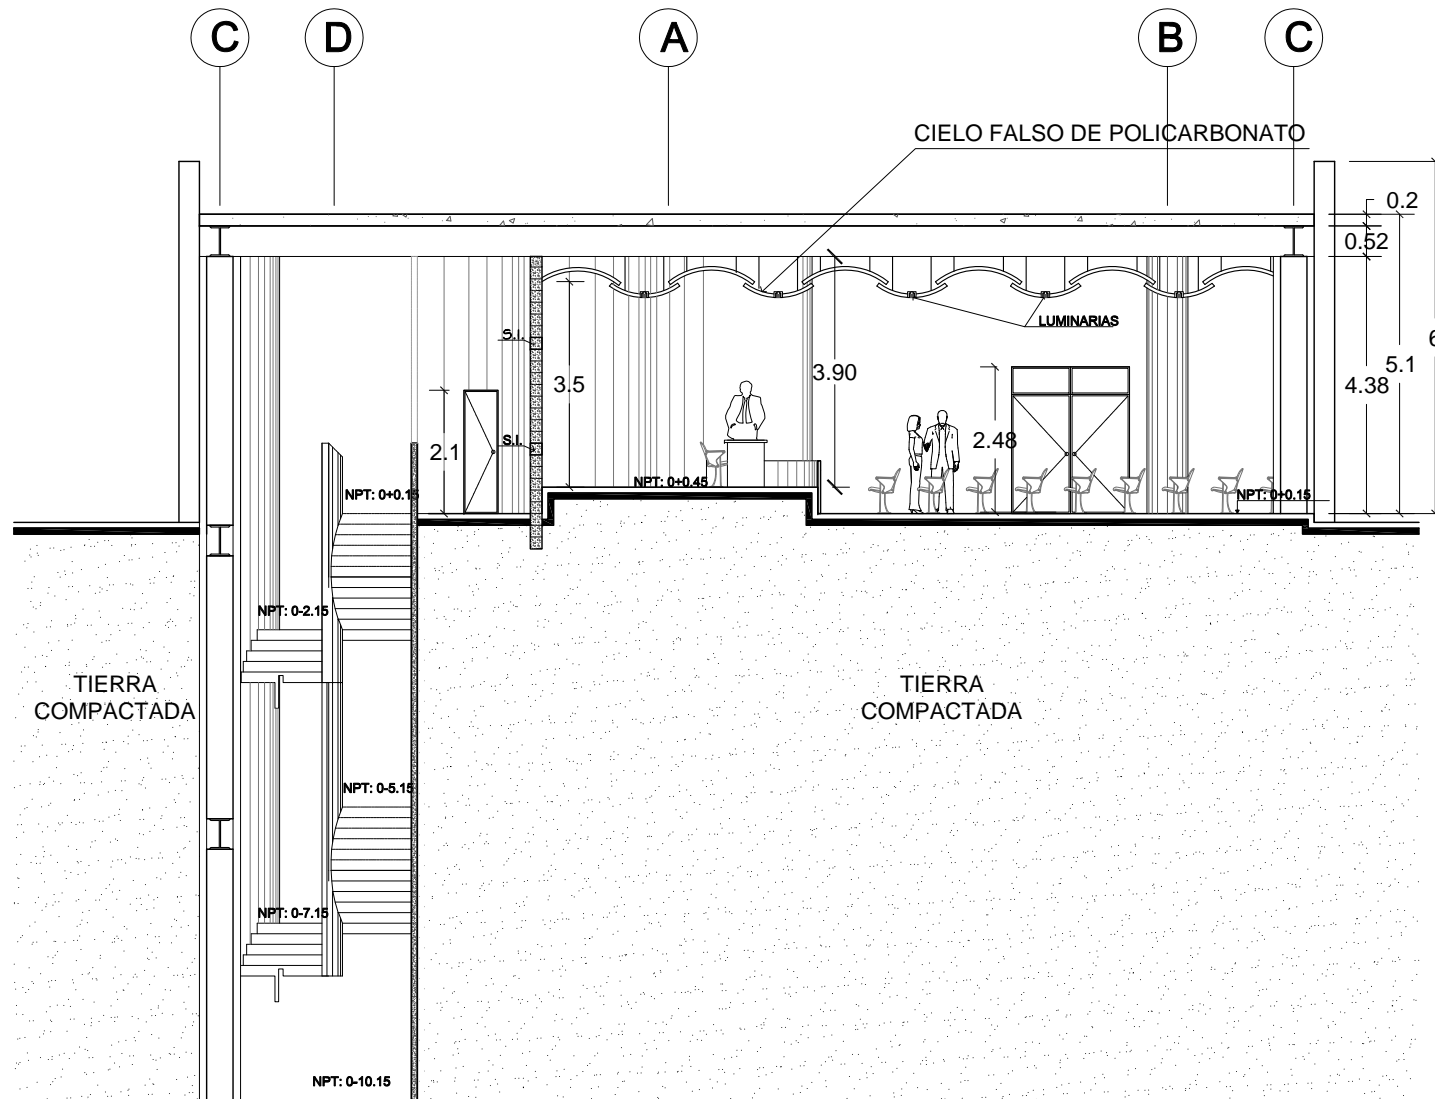 C D A B C
CIELO FALSO DE POLICARBONATO
0.2
0.52
6
LUMINARIAS
S.I.
5.1
3.90
3.5
4.38
2.1
S.I.
2.48
NPT: 0+0.45
NPT: 0+0.15
NPT: 0+0.15
NPT: 0-2.15
TIERRA
COMPACTADA
TIERRA
COMPACTADA
NPT: 0-5.15
NPT: 0-7.15
NPT: 0-10.15